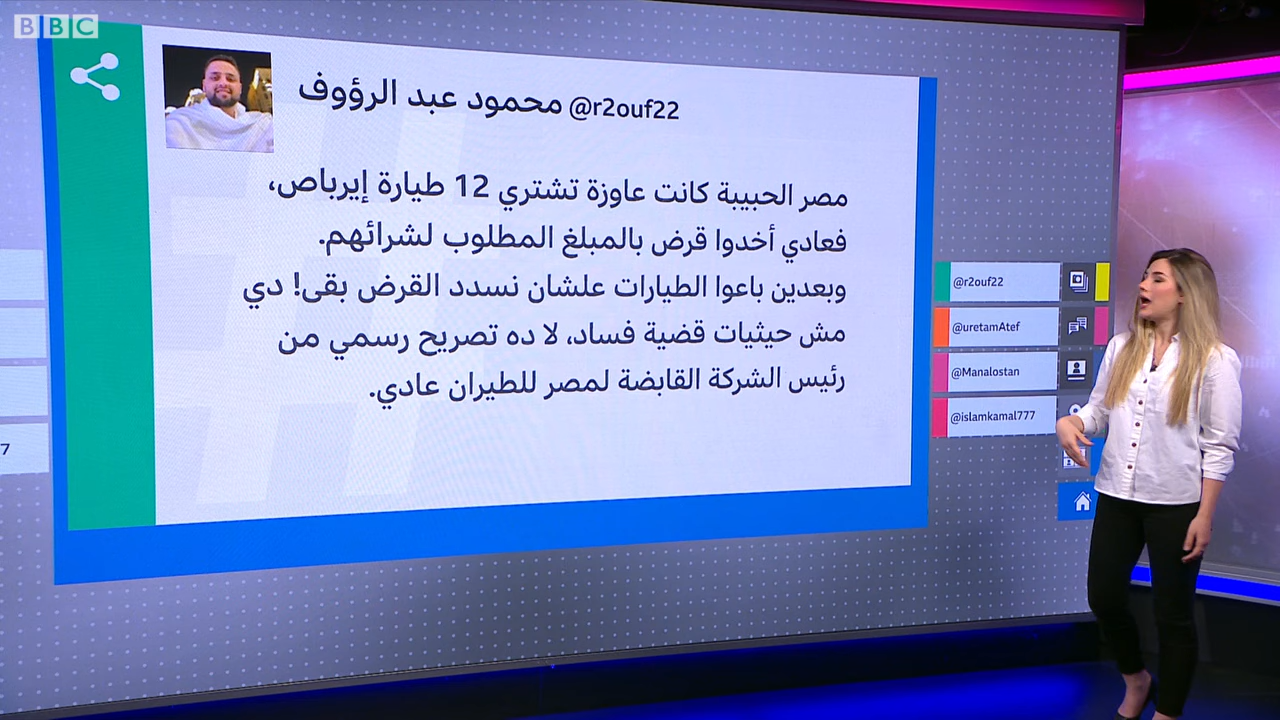 BBC
محمود عبد الرؤوف @r2ouf22
مصر الحبيبة كانت عاوزة تشتري 12 طيارة إيرباص،
فعادي أخدوا قرض بالمبلغ المطلوب لشرائهم.
وبعدين باعوا الطيارات علشان نسدد القرض بقى! دي
مش حيثيات قضية فساد، لا ده تصريح رسمي من
رئيس الشركة القابضة لمصر للطيران عادي.
@r2ouf22
@uretamAtef
@Manalostan
@islamkamal777
7